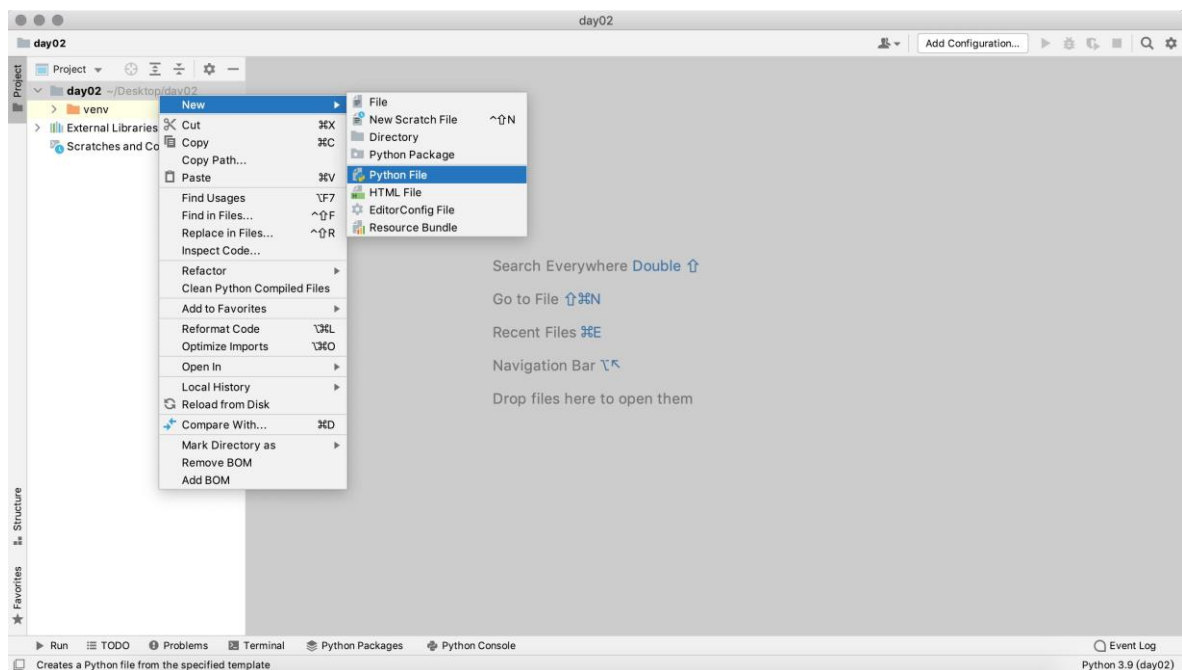 day02
day02
Add Configuration...
Project
Project
day02 ~/Desktop/day02
venv
External Libraries
Scratches and Co
New
Cut ⌘X
Copy ⌘C
Copy Path...
Paste ⌘V
Find Usages ⌥F7
Find in Files... ^⇧F
Replace in Files... ^⇧R
Inspect Code...
Refactor
Clean Python Compiled Files
Add to Favorites
Reformat Code ⌥⌘L
Optimize Imports ⌥⌘O
Open In
Local History
Reload from Disk
Compare With... ⌘D
Mark Directory as
Remove BOM
Add BOM
File
New Scratch File ^⇧N
Directory
Python Package
Python File
HTML File
EditorConfig File
Resource Bundle
Search Everywhere Double ⇧
Go to File ⇧⌘N
Recent Files ⌘E
Navigation Bar ⌥↖
Drop files here to open them
Structure
Favorites
Run TODO Problems Terminal Python Packages Python Console Event Log
Creates a Python file from the specified template Python 3.9 (day02)